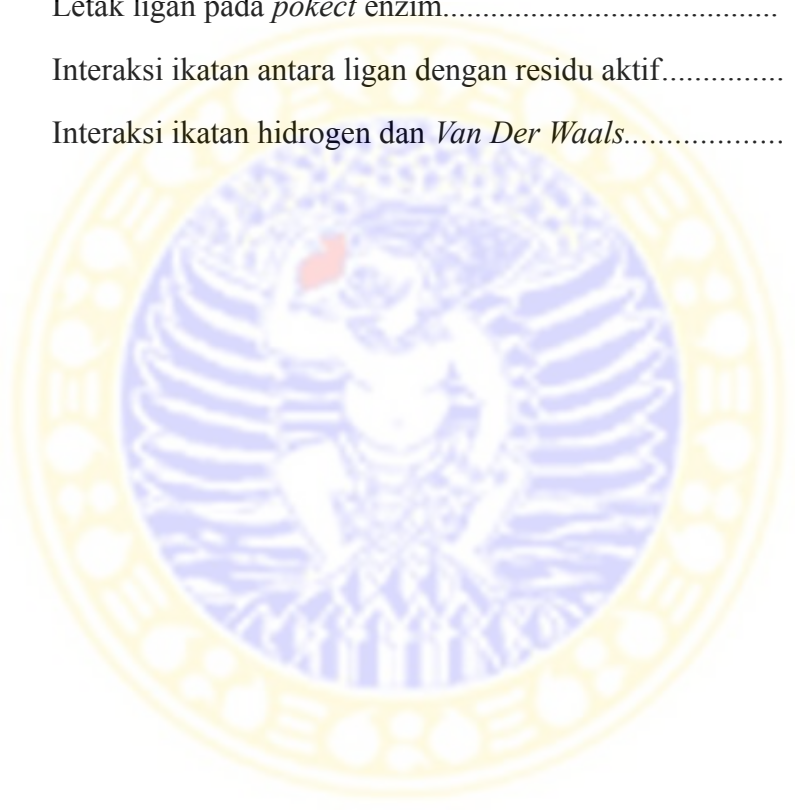 Letak ligan pada pokect enzim..........................................
Interaksi ikatan antara ligan dengan residu aktif...............
Interaksi ikatan hidrogen dan Van Der Waals...................